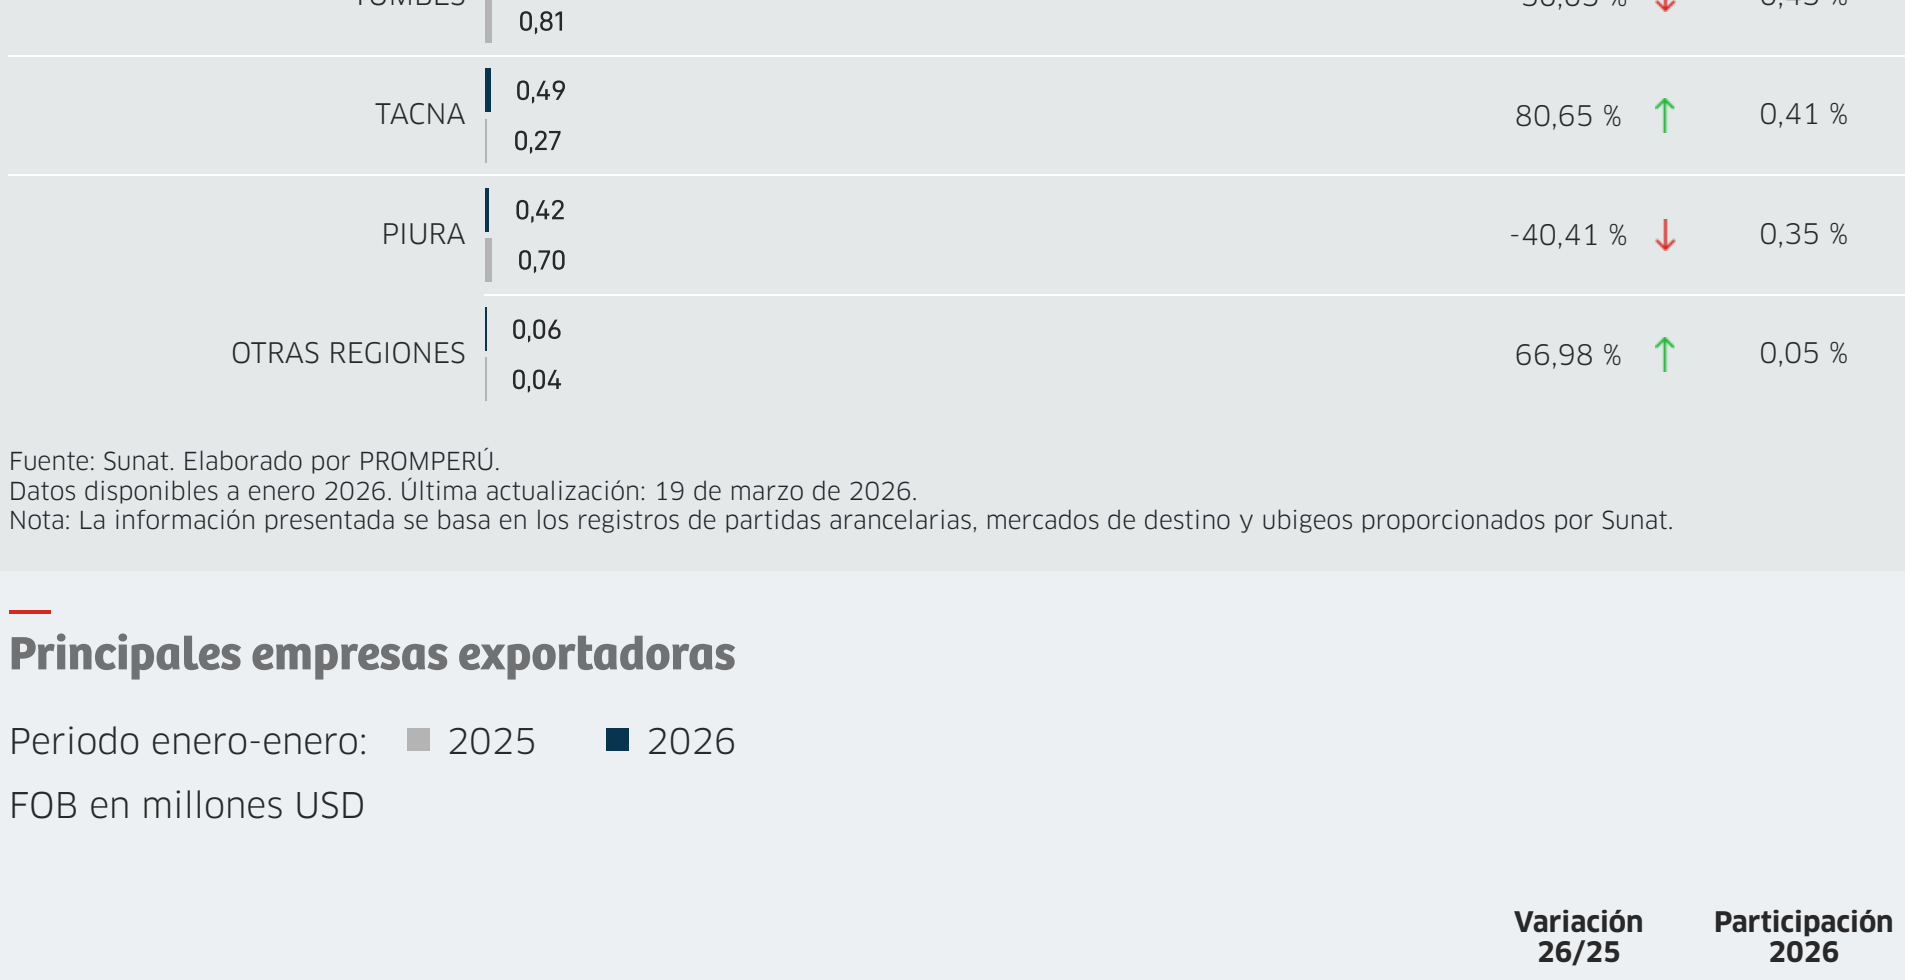 0,81
0,49
TACNA
80,65 %
0,41 %
0,27
0,42
PIURA
-40,41 %
0,35 %
0,70
0,06
OTRAS REGIONES
66,98 %
0,05 %
0,04
Fuente: Sunat. Elaborado por PROMPERÚ.
Datos disponibles a enero 2026. Última actualización: 19 de marzo de 2026.
Nota: La información presentada se basa en los registros de partidas arancelarias, mercados de destino y ubigeos proporcionados por Sunat.
Principales empresas exportadoras
Periodo enero-enero: 2025 2026
FOB en millones USD
Variación
26/25
Participación
2026